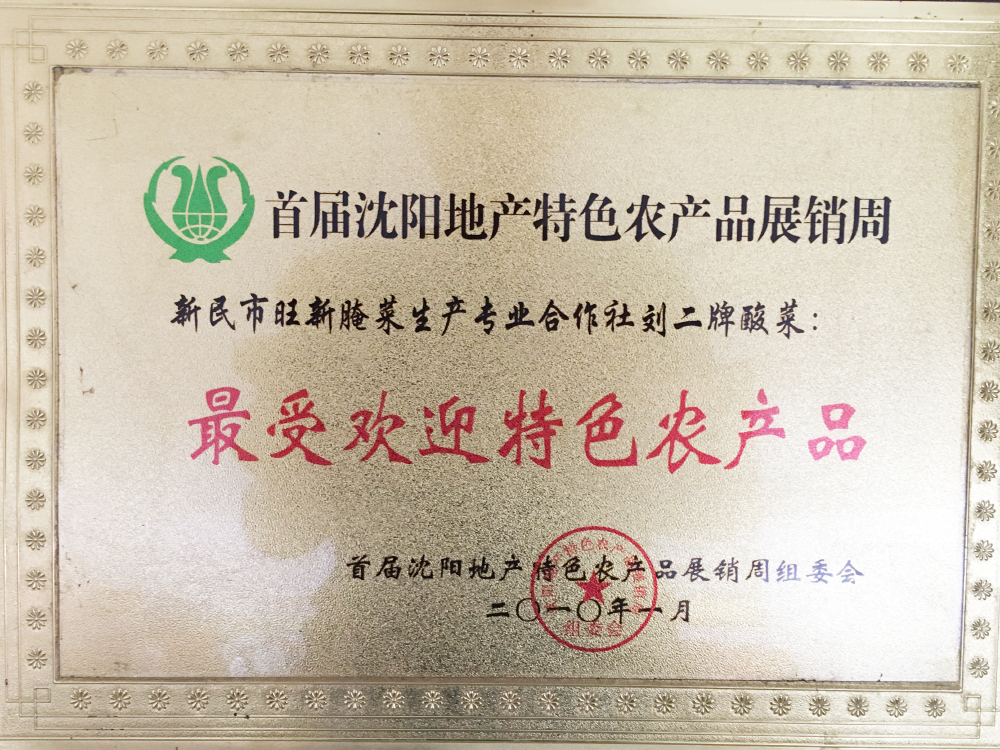 首届沈阳地产特色农产品展销周
新民市旺新腌菜生产专业合作社刘二牌酸菜：
最受欢迎特色农产品
首届沈阳地产特色农产品展销周组委会
二〇一〇年一月
组委会